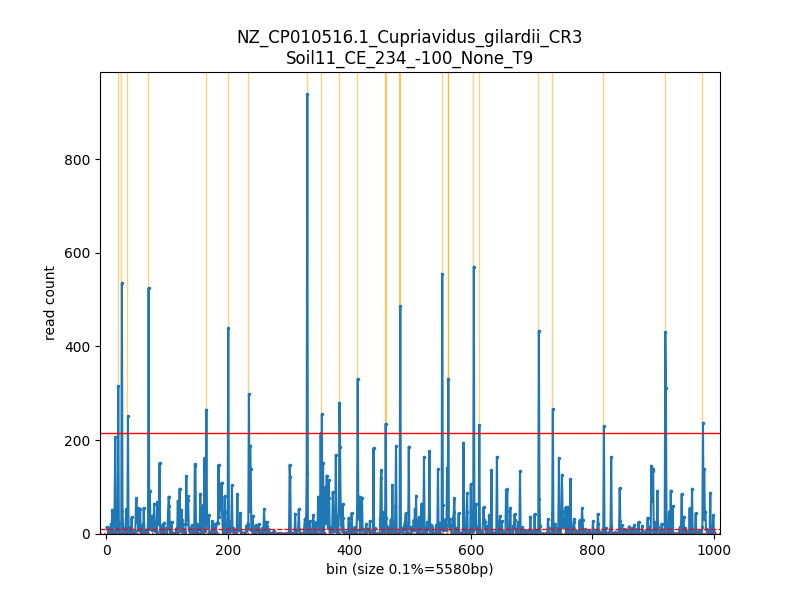 NZ_CP010516.1_Cupriavidus_gilardii_CR3
Soil11_CE_234_-100_None_T9
read count
800
600
400
200
0
0 200 400 600 800 1000
bin (size 0.1%=5580bp)